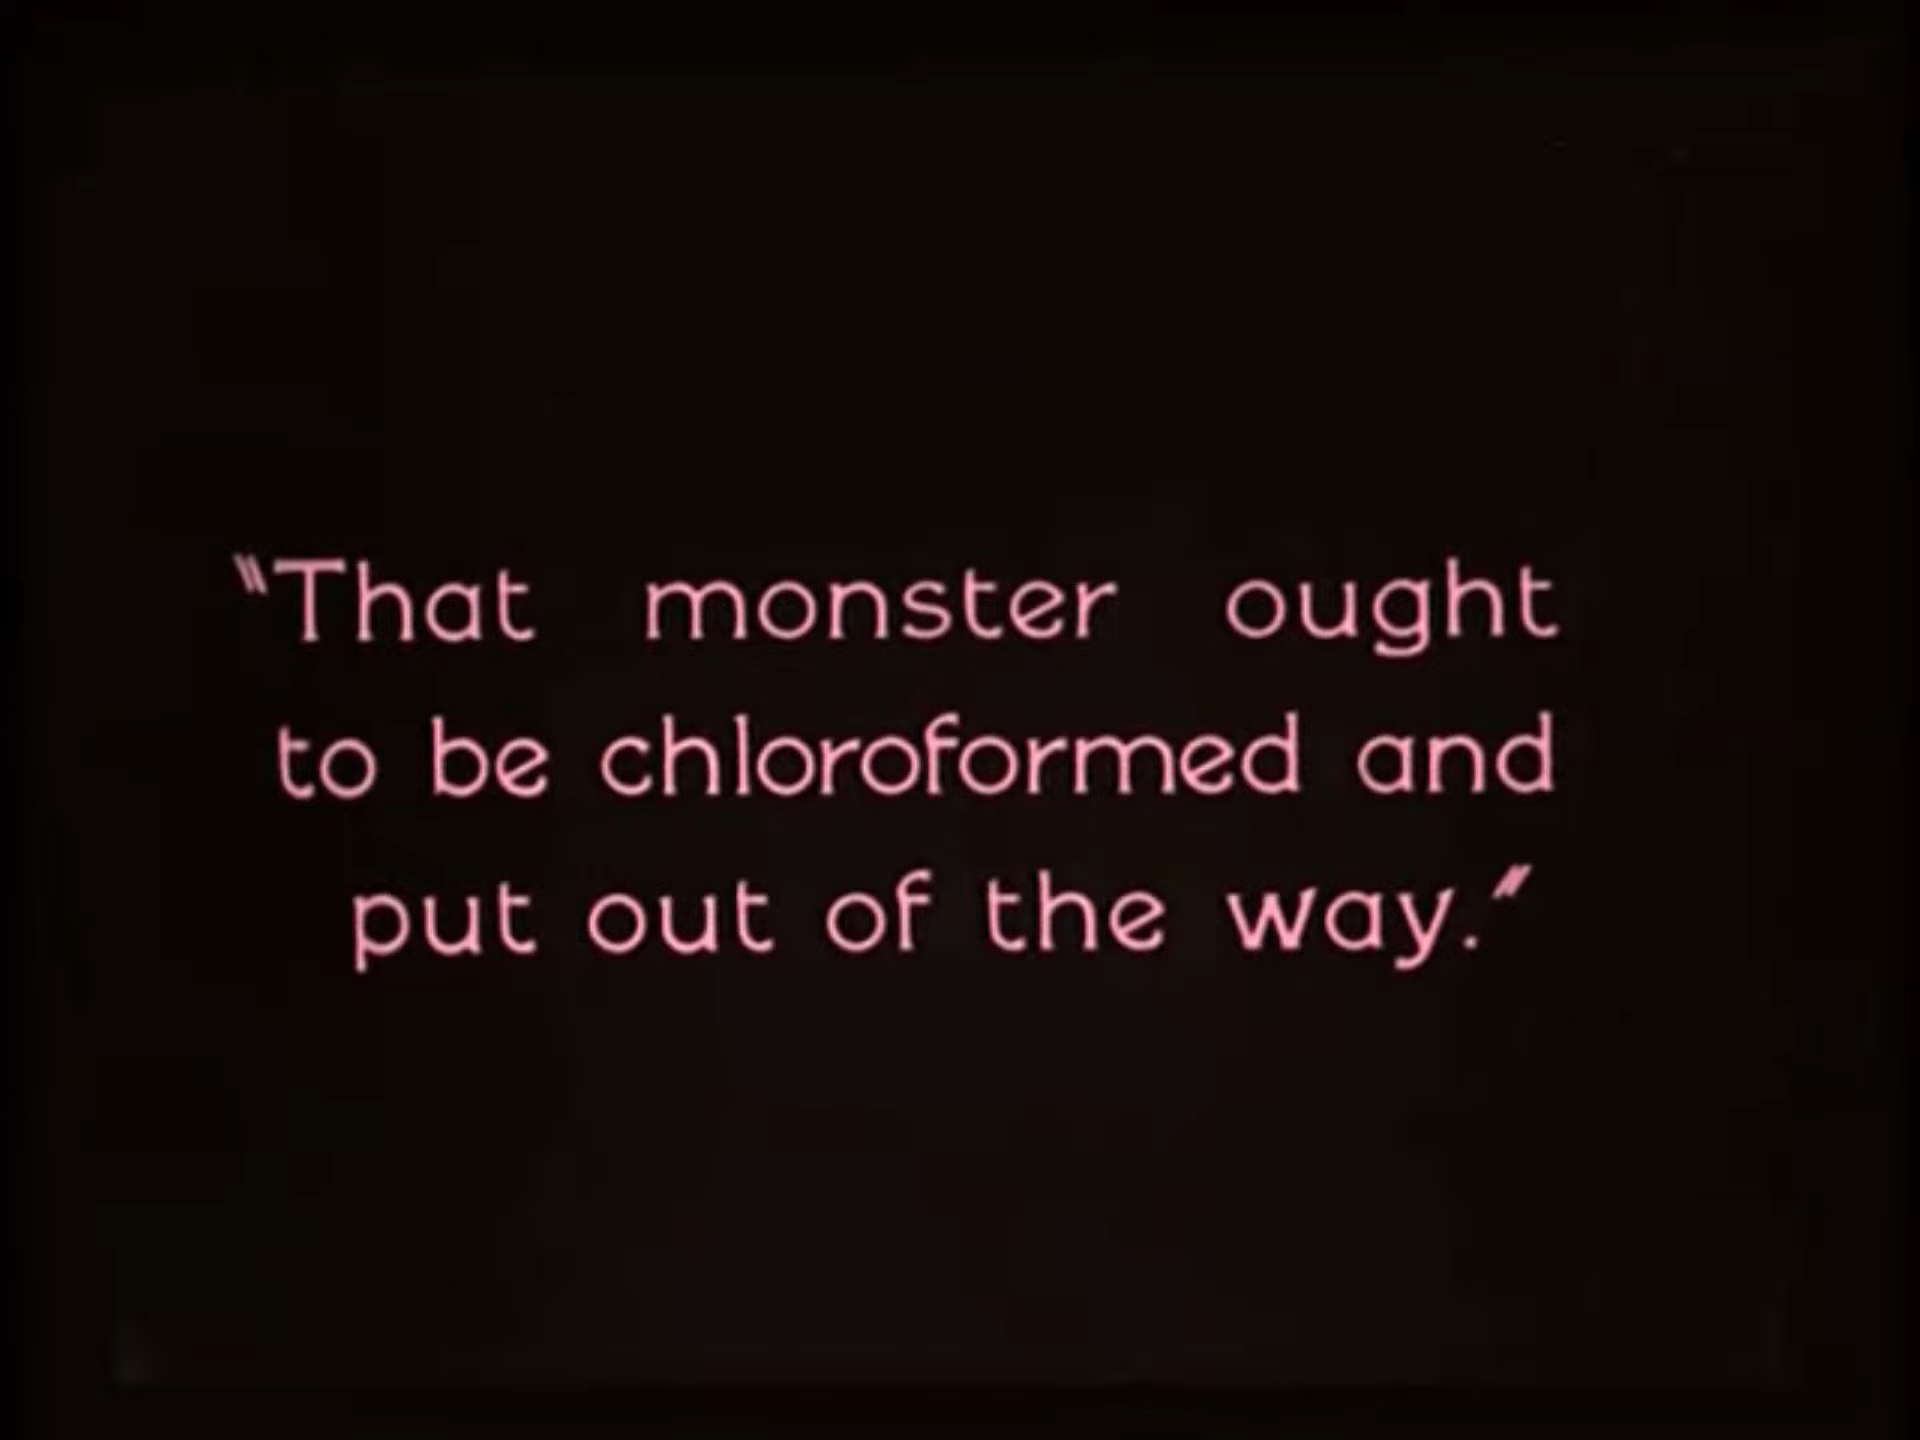 "That monster ought
to be chloroformed and
put out of the way."